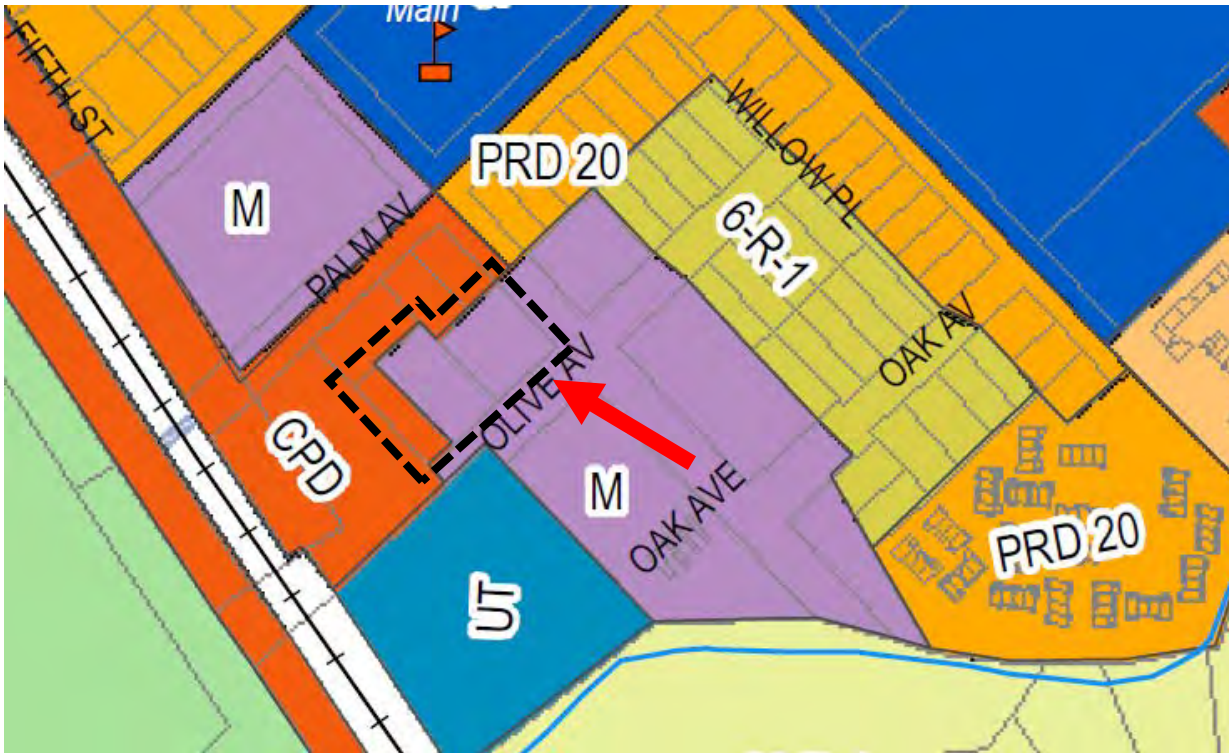 Main
FIFTH ST
PRD 20
WILLOW PL
M
6-R-1
PALM AV
OAK AV
OLIVE AV
CPD
M
OAK AVE
PRD 20
UT